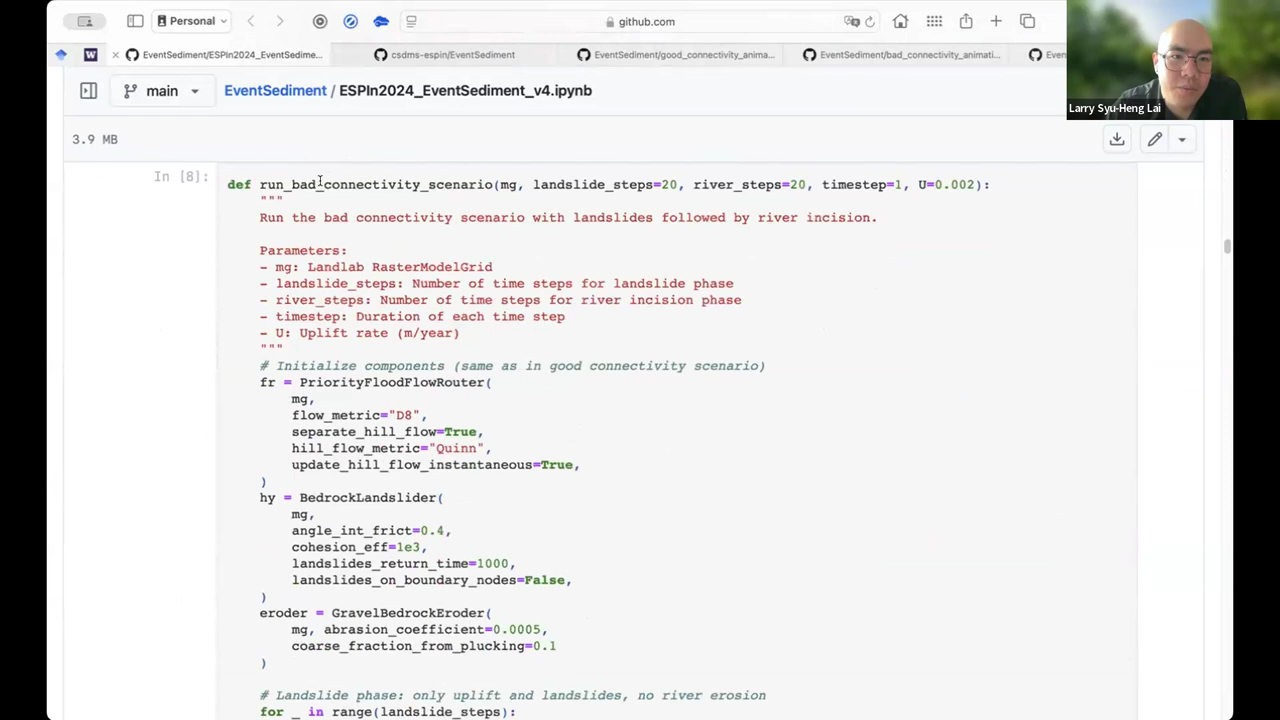 Personal
github.com
EventSediment/ESPIn2024_EventSedime...
csdms-espin/EventSediment
EventSediment/good_connectivity_anima...
EventSediment/bad_connectivity_animati...
Even
Larry Syu-Heng Lai
main
EventSediment / ESPIn2024_EventSediment_v4.ipynb
3.9 MB
In [8]:
def run_bad_connectivity_scenario(mg, landslide_steps=20, river_steps=20, timestep=1, U=0.002):
"""
Run the bad connectivity scenario with landslides followed by river incision.
Parameters:
- mg: Landlab RasterModelGrid
- landslide_steps: Number of time steps for landslide phase
- river_steps: Number of time steps for river incision phase
- timestep: Duration of each time step
- U: Uplift rate (m/year)
"""
# Initialize components (same as in good connectivity scenario)
fr = PriorityFloodFlowRouter(
mg,
flow_metric="D8",
separate_hill_flow=True,
hill_flow_metric="Quinn",
update_hill_flow_instantaneous=True,
)
hy = BedrockLandslider(
mg,
angle_int_frict=0.4,
cohesion_eff=1e3,
landslides_return_time=1000,
landslides_on_boundary_nodes=False,
)
eroder = GravelBedrockEroder(
mg, abrasion_coefficient=0.0005,
coarse_fraction_from_plucking=0.1
)
# Landslide phase: only uplift and landslides, no river erosion
for _ in range(landslide_steps):